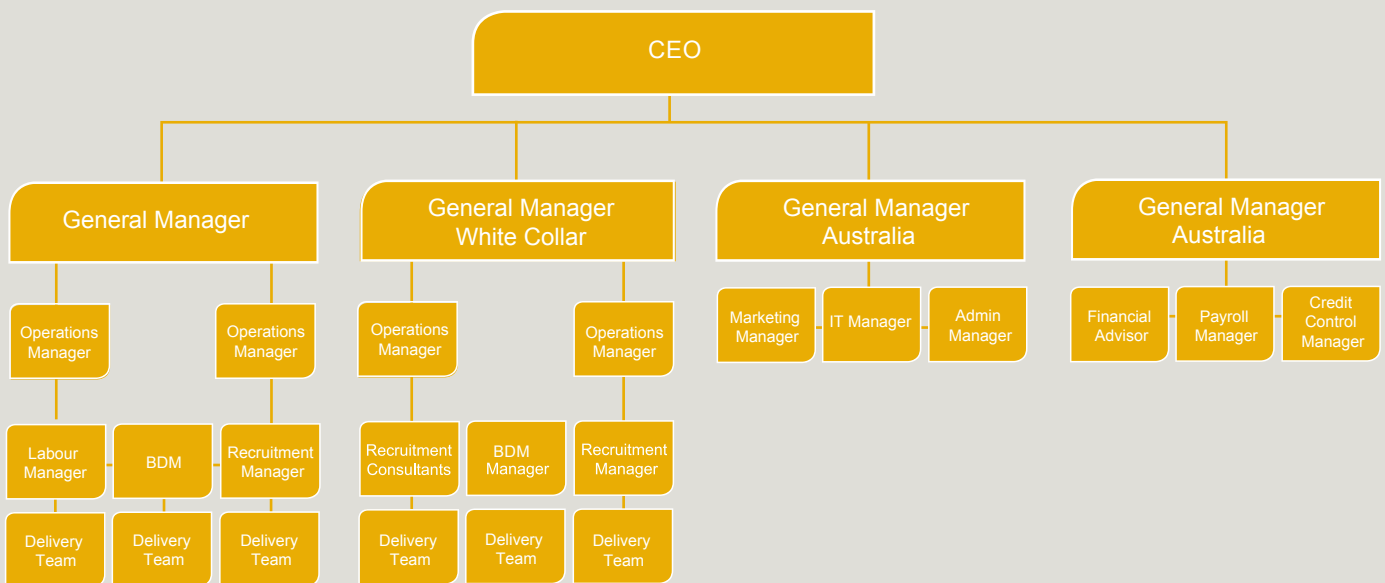 CEO
General Manager
General Manager
White Collar
General Manager
Australia
General Manager
Australia
Operations
Manager
Operations
Manager
Operations
Manager
Operations
Manager
Marketing
Manager
IT Manager
Admin
Manager
Financial
Advisor
Payroll
Manager
Credit
Control
Manager
Labour
Manager
BDM
Recruitment
Manager
Recruitment
Consultants
BDM
Manager
Recruitment
Manager
Delivery
Team
Delivery
Team
Delivery
Team
Delivery
Team
Delivery
Team
Delivery
Team